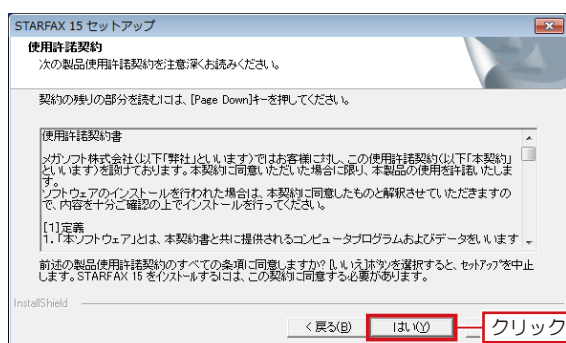 STARFAX 15 セットアップ
使用許諾契約
次の製品使用許諾契約を注意深くお読みください。
契約の残りの部分を読むには、[Page Down]キーを押してください。
使用許諾契約書
メガソフト株式会社(以下「弊社」といいます)ではお客様に対し、この使用許諾契約(以下「本契約」
といいます)を設けております。本契約に同意いただいた場合に限り、本製品の使用を許諾いたしま
す。
ソフトウェアのインストールを行われた場合は、本契約に同意したものと解釈させていただきますの
で、内容を十分ご確認の上でインストールを行ってください。
[1]定義
1.「本ソフトウェア」とは、本契約書と共に提供されるコンピュータプログラムおよびデータをいいます
前述の製品使用許諾契約のすべての条項に同意しますか?[いいえ]ボタンを選択すると、セットアップを中止
します。STARFAX 15 をインストールするには、この契約に同意する必要があります。
InstallShield
< 戻る(B)
はい(Y)
クリック